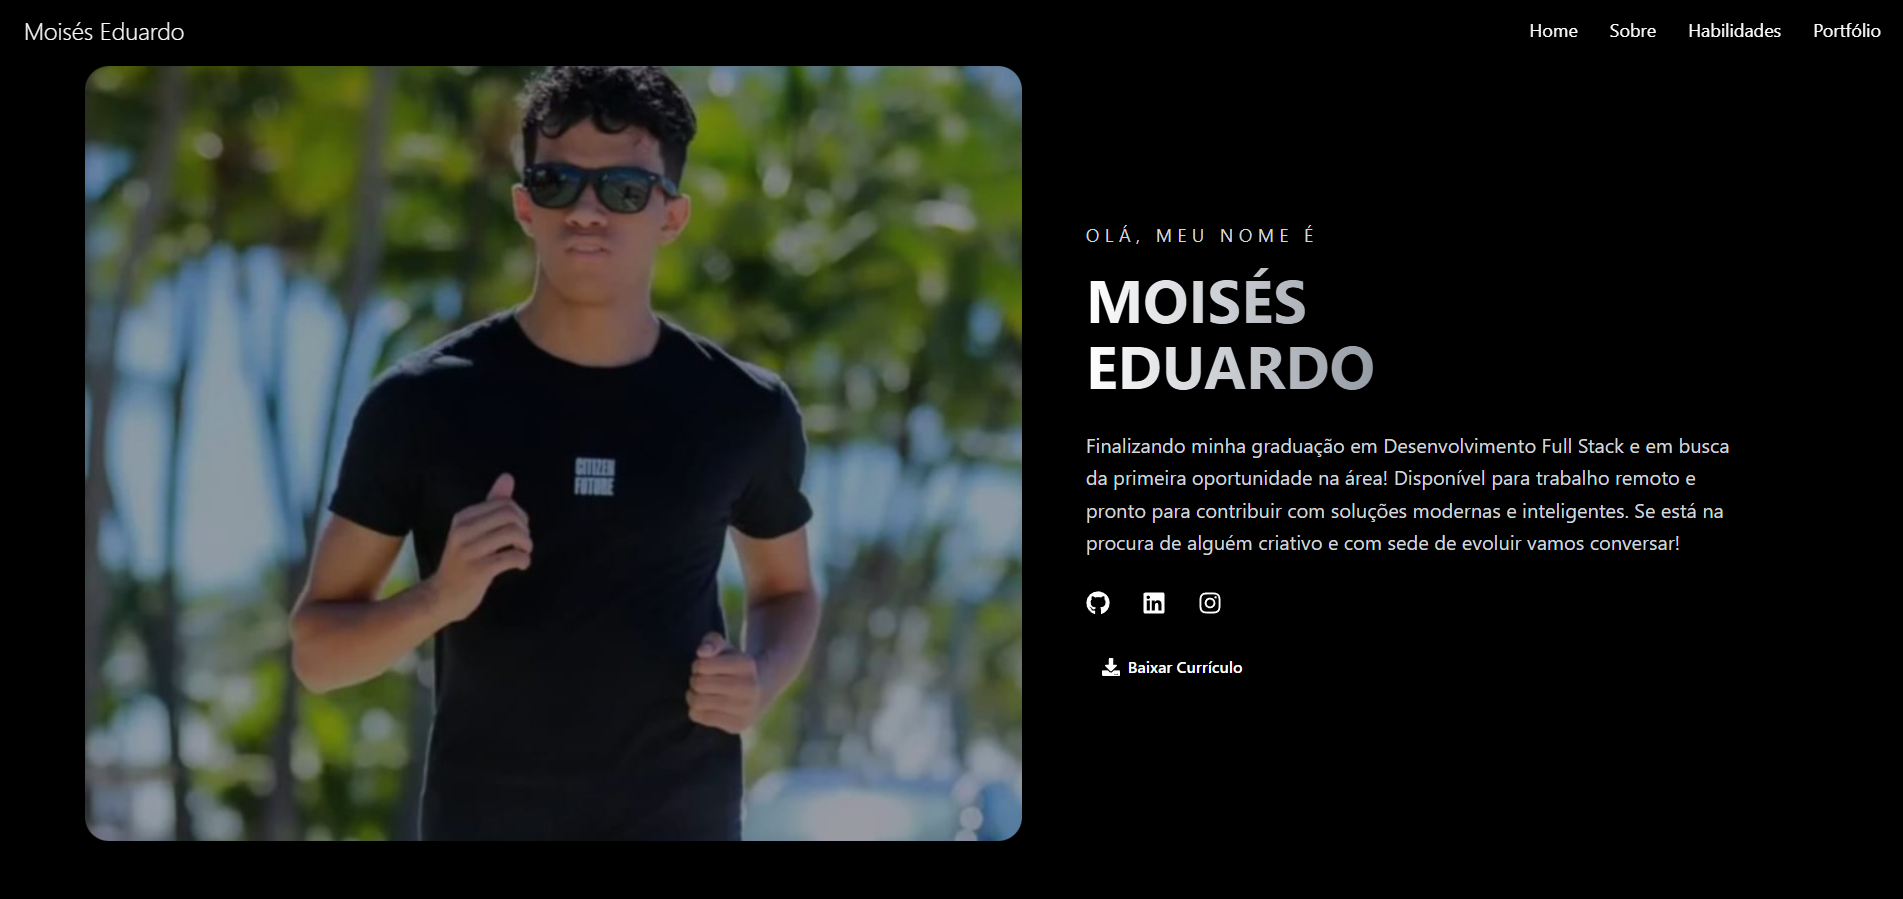 Moisés Eduardo
Home Sobre Habilidades Portfólio
CITIZEN
FUTURE
OLÁ, MEU NOME É
MOISÉS
EDUARDO
Finalizando minha graduação em Desenvolvimento Full Stack e em busca
da primeira oportunidade na área! Disponível para trabalho remoto e
pronto para contribuir com soluções modernas e inteligentes. Se está na
procura de alguém criativo e com sede de evoluir vamos conversar!
in
Baixar Currículo